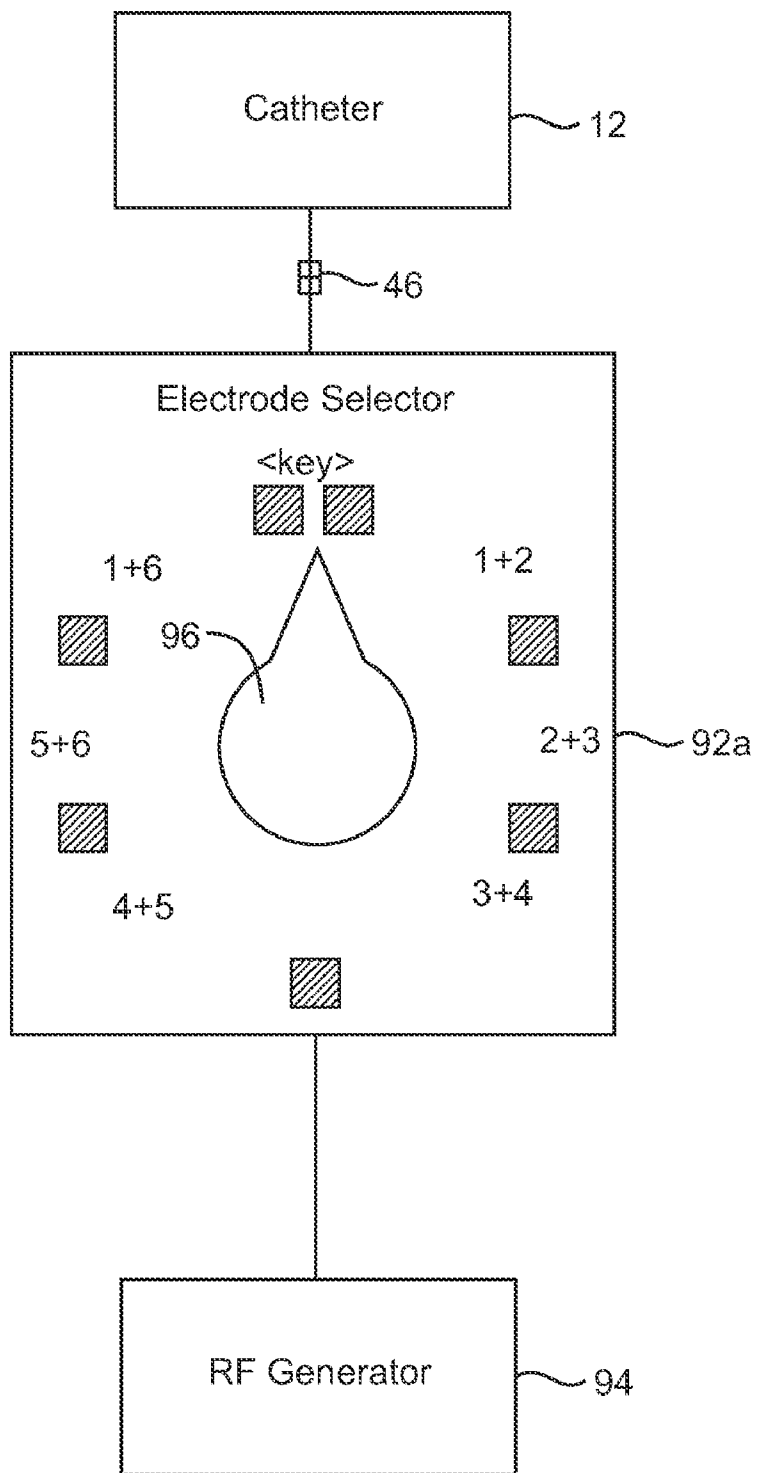 Catheter
12
46
Electrode Selector
<key>
1+6
1+2
96
5+6
2+3
92a
4+5
3+4
RF Generator
94